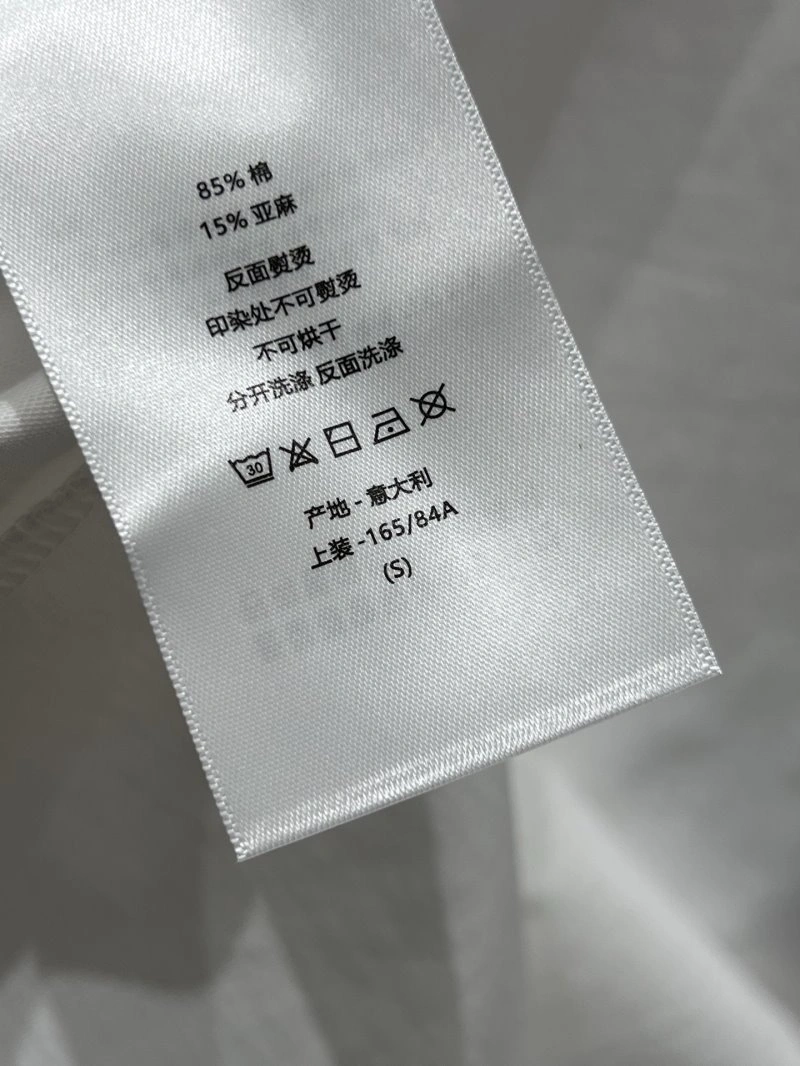 85% 棉
15% 亚麻
反面熨烫
印染处不可熨烫
不可烘干
分开洗涤 反面洗涤
30
产地 - 意大利
上装 -165/84A
(S)